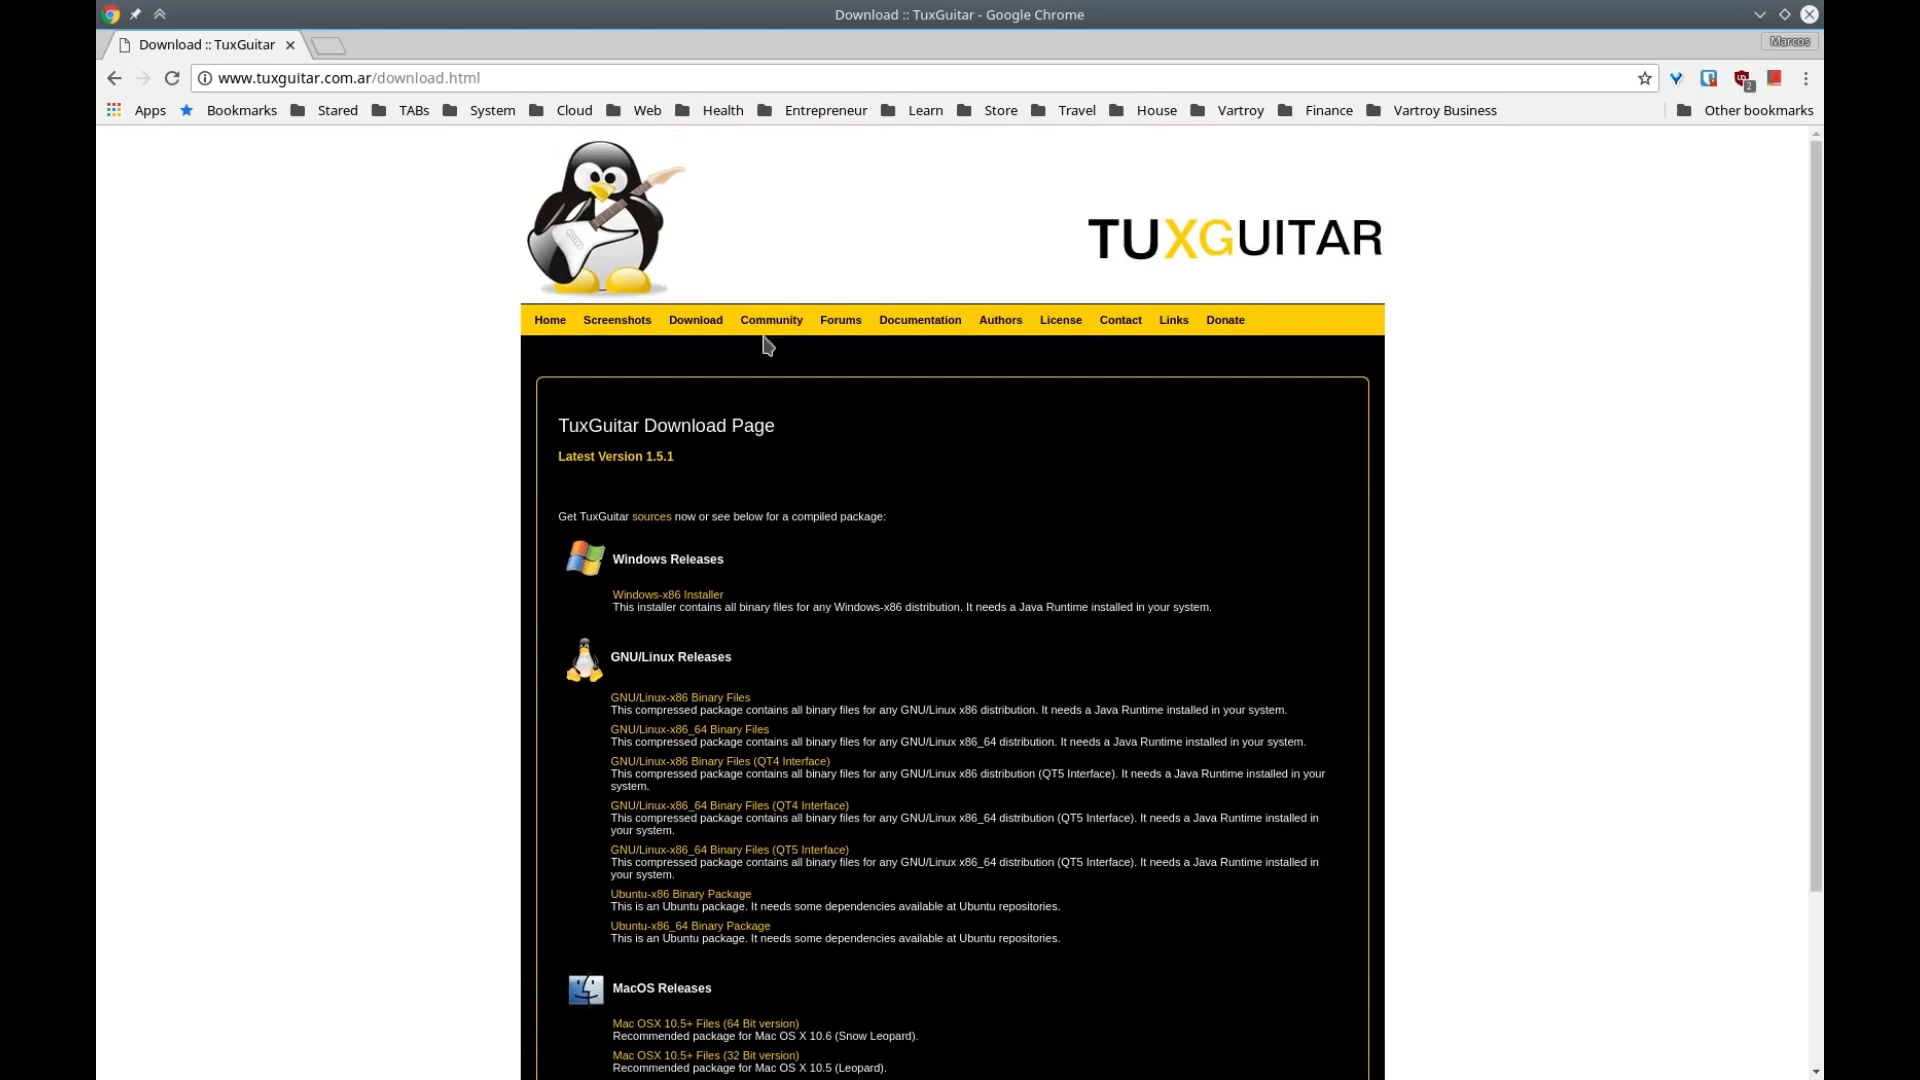 Download :: TuxGuitar - Google Chrome
Download :: TuxGuitar
Marcos
www.tuxguitar.com.ar/download.html
2
Apps Bookmarks Stared TABs System Cloud Web Health Entrepreneur Learn Store Travel House Vartroy Finance Vartroy Business Other bookmarks
TUXGUITAR
Home Screenshots Download Community Forums Documentation Authors License Contact Links Donate
TuxGuitar Download Page
Latest Version 1.5.1
Get TuxGuitar sources now or see below for a compiled package:
Windows Releases
Windows-x86 Installer
This installer contains all binary files for any Windows-x86 distribution. It needs a Java Runtime installed in your system.
GNU/Linux Releases
GNU/Linux-x86 Binary Files
This compressed package contains all binary files for any GNU/Linux x86 distribution. It needs a Java Runtime installed in your system.
GNU/Linux-x86_64 Binary Files
This compressed package contains all binary files for any GNU/Linux x86_64 distribution. It needs a Java Runtime installed in your system.
GNU/Linux-x86 Binary Files (QT4 Interface)
This compressed package contains all binary files for any GNU/Linux x86 distribution (QT5 Interface). It needs a Java Runtime installed in your
system.
GNU/Linux-x86_64 Binary Files (QT4 Interface)
This compressed package contains all binary files for any GNU/Linux x86_64 distribution (QT5 Interface). It needs a Java Runtime installed in
your system.
GNU/Linux-x86_64 Binary Files (QT5 Interface)
This compressed package contains all binary files for any GNU/Linux x86_64 distribution (QT5 Interface). It needs a Java Runtime installed in
your system.
Ubuntu-x86 Binary Package
This is an Ubuntu package. It needs some dependencies available at Ubuntu repositories.
Ubuntu-x86_64 Binary Package
This is an Ubuntu package. It needs some dependencies available at Ubuntu repositories.
MacOS Releases
Mac OSX 10.5+ Files (64 Bit version)
Recommended package for Mac OS X 10.6 (Snow Leopard).
Mac OSX 10.5+ Files (32 Bit version)
Recommended package for Mac OS X 10.5 (Leopard).